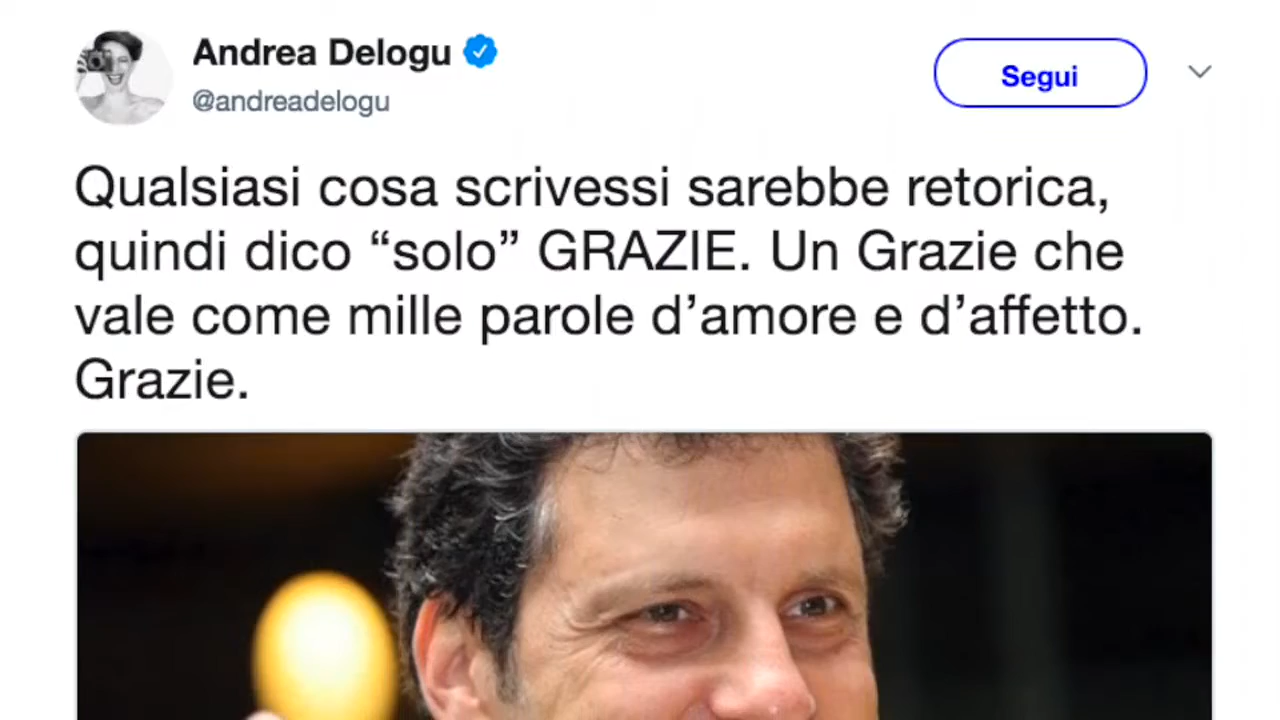 Andrea Delogu
@andreadelogu
Segui
Qualsiasi cosa scrivessi sarebbe retorica,
quindi dico “solo” GRAZIE. Un Grazie che
vale come mille parole d’amore e d’affetto.
Grazie.